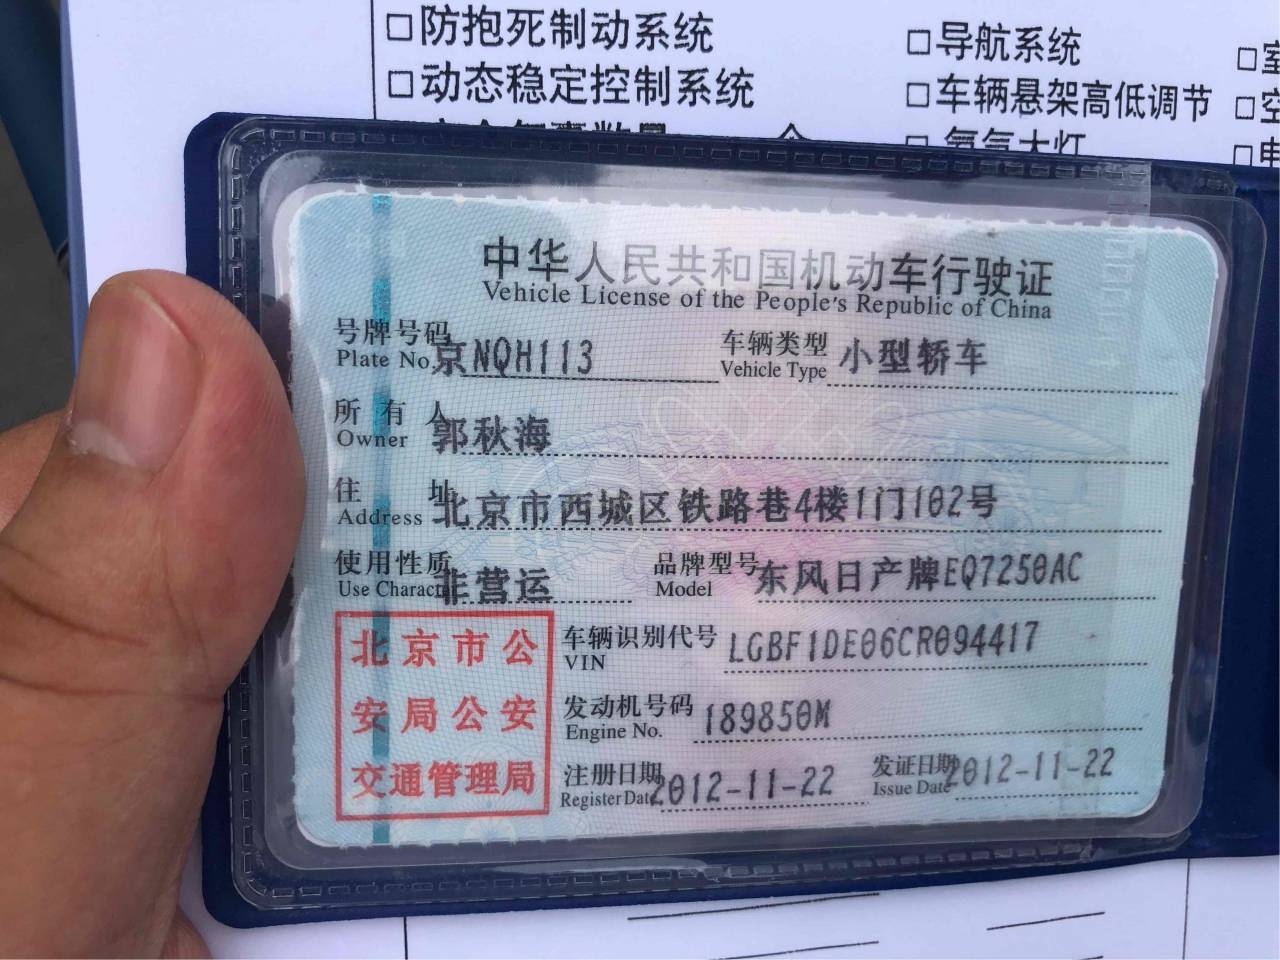 □防抱死制动系统 □导航系统 □
□动态稳定控制系统 □车辆悬架高低调节 □空
□氙气大灯 □电
中华人民共和国机动车行驶证
Vehicle License of the People's Republic of China
号牌号码 京NQH113 车辆类型 小型轿车
Plate No. Vehicle Type
所有人 郭秋海
Owner
住址 北京市西城区铁路巷4楼1门102号
Address
使用性质 非营运 品牌型号 东风日产牌EQ7250AC
Use Character Model
北京市公
安局公安
交通管理局
车辆识别代号 LGBF1DE06CR094417
VIN
发动机号码 189850M
Engine No.
注册日期 2012-11-22 发证日期 2012-11-22
Register Date Issue Date